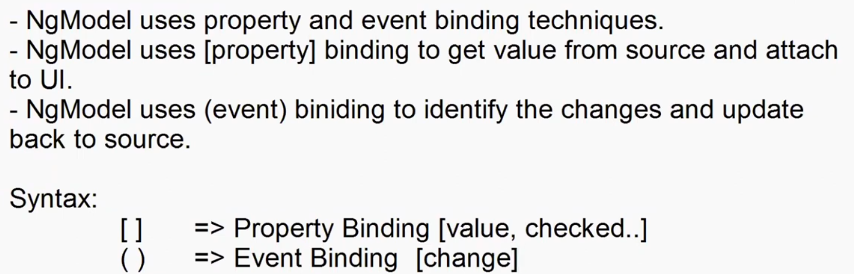 - NgModel uses property and event binding techniques.
- NgModel uses [property] binding to get value from source and attach
to UI.
- NgModel uses (event) biniding to identify the changes and update
back to source.
Syntax:
[ ] => Property Binding [value, checked..]
( ) => Event Binding [change]